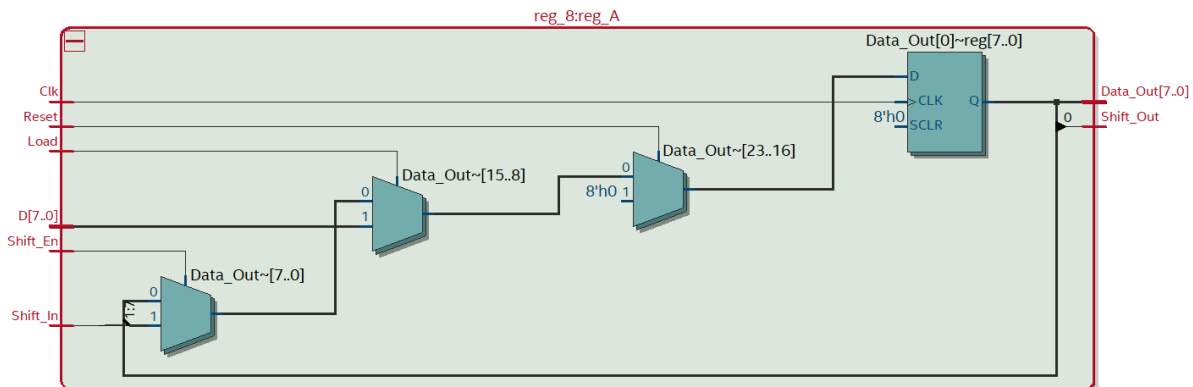 reg_8:reg_A
Data_Out[0]~reg[7..0]
D
Clk
>CLK
Q
Data_Out[7..0]
Reset
8'h0
SCLR
0
Shift_Out
Load
Data_Out~[23..16]
0
8'h0
1
Data_Out~[15..8]
0
D[7..0]
1
Shift_En
Data_Out~[7..0]
0
1:7
Shift_In
1